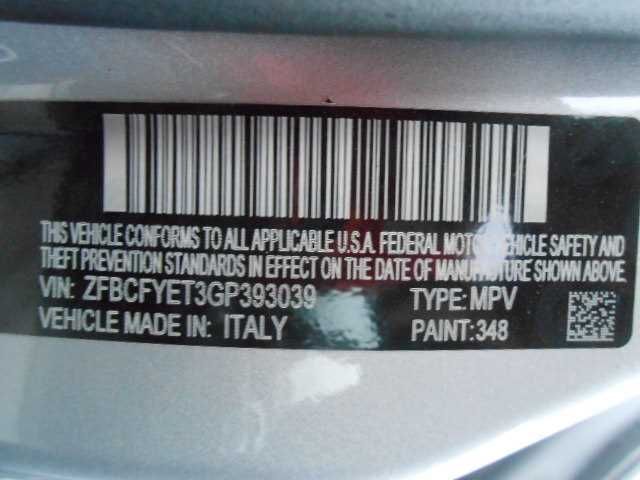 THIS VEHICLE CONFORMS TO ALL APPLICABLE U.S.A. FEDERAL MOTOR VEHICLE SAFETY AND
THEFT PREVENTION STANDARDS IN EFFECT ON THE DATE OF MANUFACTURE SHOWN ABOVE.
VIN: ZFBCFYET3GP393039 TYPE: MPV
VEHICLE MADE IN: ITALY PAINT: 348